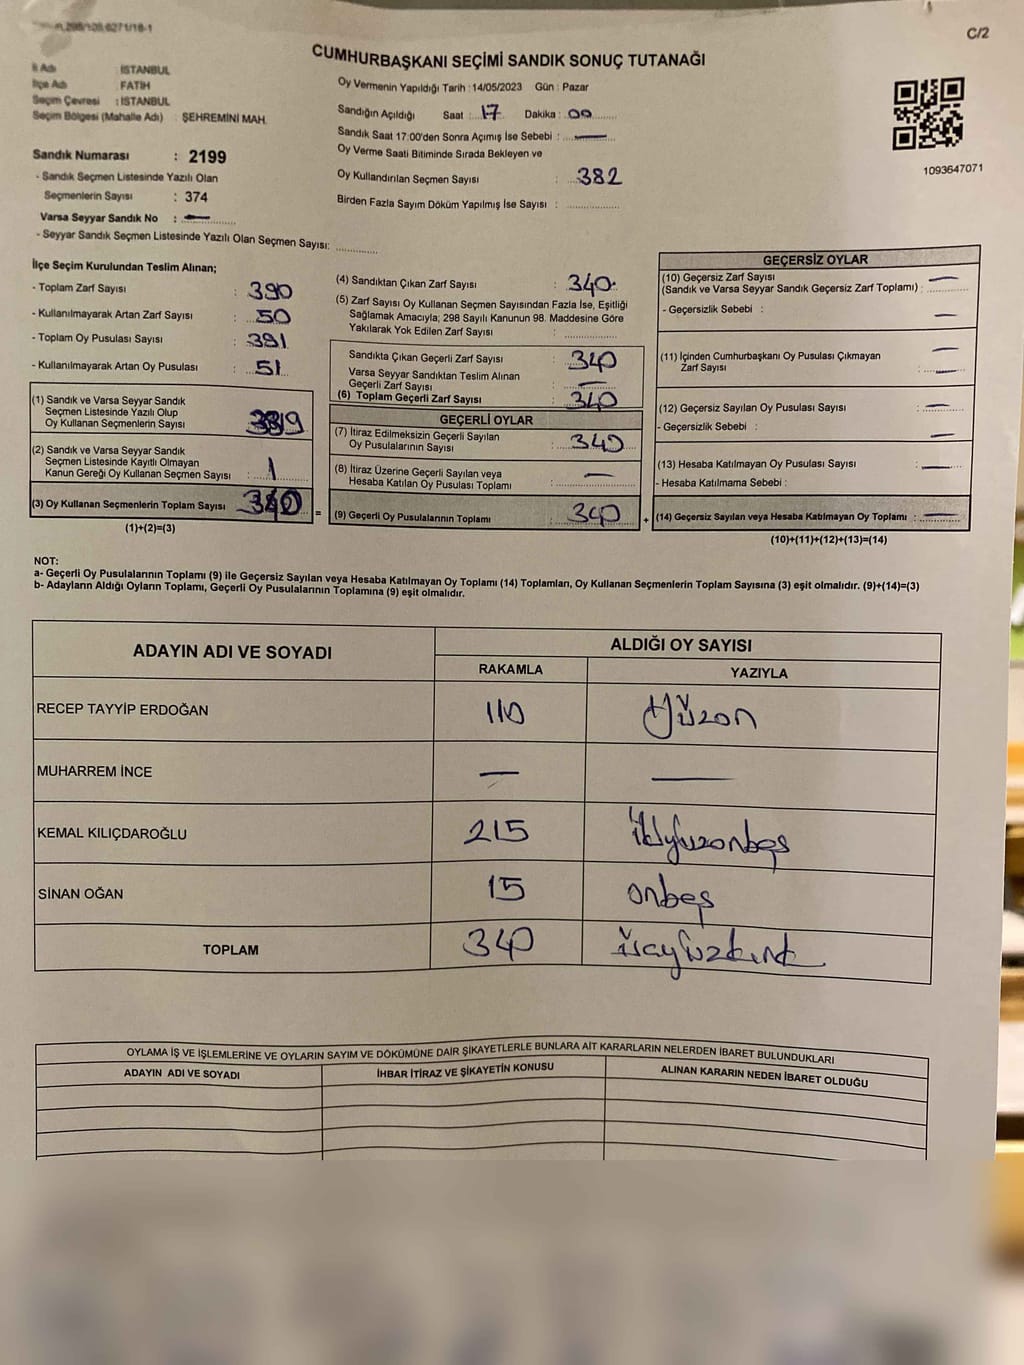 C/2
CUMHURBAŞKANI SEÇİMİ SANDIK SONUÇ TUTANAĞI
İl Adı : İSTANBUL
İlçe Adı : FATİH
Seçim Çevresi : İSTANBUL
Seçim Bölgesi (Mahalle Adı) : ŞEHREMİNİ MAH.
Oy Vermenin Yapıldığı Tarih : 14/05/2023 Gün : Pazar
Sandığın Açıldığı Saat : 17 Dakika : 00
Sandık Saat 17:00'den Sonra Açımış İse Sebebi : —
Oy Verme Saati Bitiminde Sırada Bekleyen ve
Oy Kullandırılan Seçmen Sayısı : 382
Birden Fazla Sayım Döküm Yapılmış İse Sayısı :
1093647071
Sandık Numarası : 2199
- Sandık Seçmen Listesinde Yazılı Olan
Seçmenlerin Sayısı : 374
Varsa Seyyar Sandık No : —
- Seyyar Sandık Seçmen Listesinde Yazılı Olan Seçmen Sayısı:
İlçe Seçim Kurulundan Teslim Alınan;
- Toplam Zarf Sayısı : 390
- Kullanılmayarak Artan Zarf Sayısı : 50
- Toplam Oy Pusulası Sayısı : 391
- Kullanılmayarak Artan Oy Pusulası : 51
(1) Sandık ve Varsa Seyyar Sandık
Seçmen Listesinde Yazılı Olup
Oy Kullanan Seçmenlerin Sayısı
(2) Sandık ve Varsa Seyyar Sandık
Seçmen Listesinde Kayıtlı Olmayan
Kanun Gereği Oy Kullanan Seçmen Sayısı : 1
(3) Oy Kullanan Seçmenlerin Toplam Sayısı 340
(1)+(2)=(3)
(4) Sandıktan Çıkan Zarf Sayısı : 340
(5) Zarf Sayısı Oy Kullanan Seçmen Sayısından Fazla İse, Eşitliği
Sağlamak Amacıyla; 298 Sayılı Kanunun 98. Maddesine Göre
Yakılarak Yok Edilen Zarf Sayısı :
Sandıkta Çıkan Geçerli Zarf Sayısı : 340
Varsa Seyyar Sandıktan Teslim Alınan
Geçerli Zarf Sayısı : —
(6) Toplam Geçerli Zarf Sayısı : 340
GEÇERLİ OYLAR
(7) İtiraz Edilmeksizin Geçerli Sayılan
Oy Pusulalarının Sayısı : 340
(8) İtiraz Üzerine Geçerli Sayılan veya
Hesaba Katılan Oy Pusulası Toplamı : —
= (9) Geçerli Oy Pusulalarının Toplamı : 340
GEÇERSİZ OYLAR
(10) Geçersiz Zarf Sayısı —
(Sandık ve Varsa Seyyar Sandık Geçersiz Zarf Toplamı) :
- Geçersizlik Sebebi : —
(11) İçinden Cumhurbaşkanı Oy Pusulası Çıkmayan —
Zarf Sayısı : —
(12) Geçersiz Sayılan Oy Pusulası Sayısı : —
- Geçersizlik Sebebi : —
(13) Hesaba Katılmayan Oy Pusulası Sayısı : —
- Hesaba Katılmama Sebebi :
+ (14) Geçersiz Sayılan veya Hesaba Katılmayan Oy Toplamı : —
(10)+(11)+(12)+(13)=(14)
NOT:
a- Geçerli Oy Pusulalarının Toplamı (9) ile Geçersiz Sayılan veya Hesaba Katılmayan Oy Toplamı (14) Toplamları, Oy Kullanan Seçmenlerin Toplam Sayısına (3) eşit olmalıdır. (9)+(14)=(3)
b- Adayların Aldığı Oyların Toplamı, Geçerli Oy Pusulalarının Toplamına (9) eşit olmalıdır.
ADAYIN ADI VE SOYADI ALDIĞI OY SAYISI
RAKAMLA YAZIYLA
RECEP TAYYİP ERDOĞAN 110 Yüzon
MUHARREM İNCE — —
KEMAL KILIÇDAROĞLU 215 ikiyüzonbeş
SİNAN OĞAN 15 onbeş
TOPLAM 340 üçyüzkırk
OYLAMA İŞ VE İŞLEMLERİNE VE OYLARIN SAYIM VE DÖKÜMÜNE DAİR ŞİKAYETLERLE BUNLARA AİT KARARLARIN NELERDEN İBARET BULUNDUKLARI
ADAYIN ADI VE SOYADI İHBAR İTİRAZ VE ŞİKAYETİN KONUSU ALINAN KARARIN NEDEN İBARET OLDUĞU